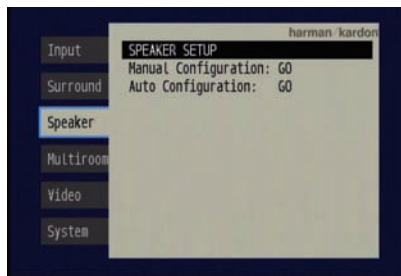 harman/kardon
Input
Surround
Speaker
Multiroom
Video
System
SPEAKER SETUP
Manual Configuration: GO
Auto Configuration: GO